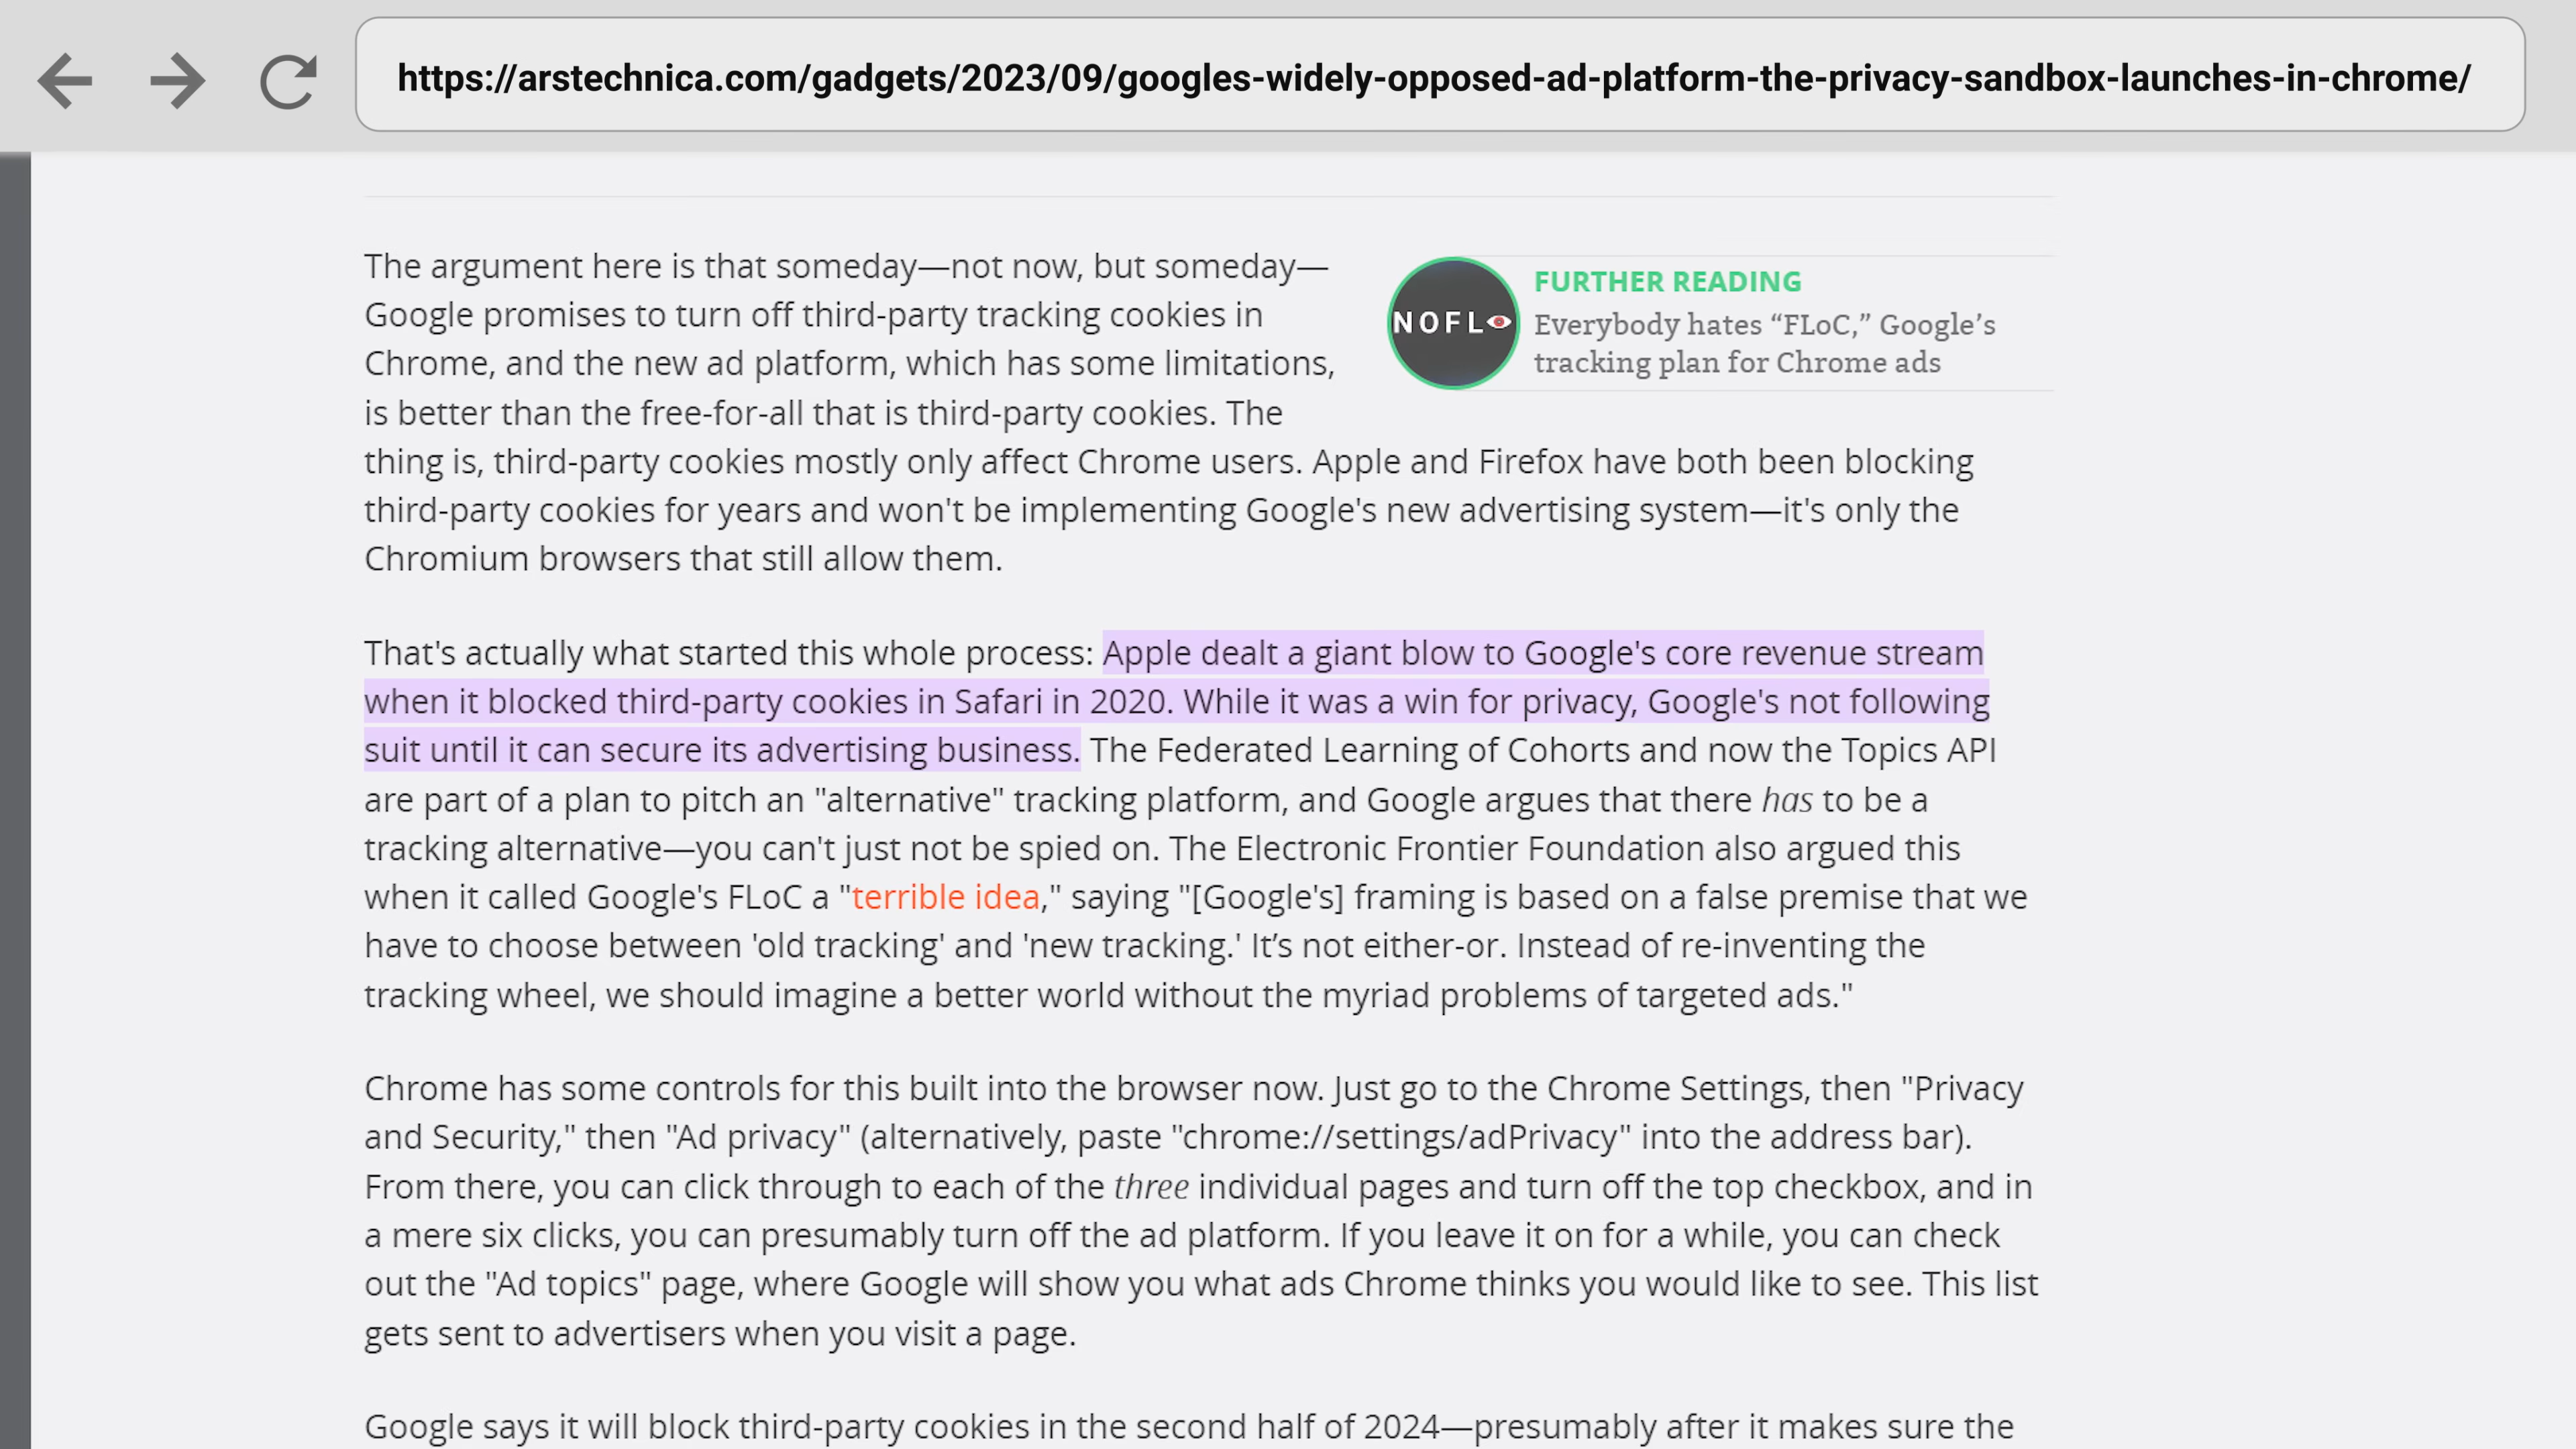 https://arstechnica.com/gadgets/2023/09/googles-widely-opposed-ad-platform-the-privacy-sandbox-launches-in-chrome/
The argument here is that someday—not now, but someday—
Google promises to turn off third-party tracking cookies in
Chrome, and the new ad platform, which has some limitations,
is better than the free-for-all that is third-party cookies. The
NOFL
FURTHER READING
Everybody hates “FLoC,” Google’s
tracking plan for Chrome ads
thing is, third-party cookies mostly only affect Chrome users. Apple and Firefox have both been blocking
third-party cookies for years and won't be implementing Google's new advertising system—it's only the
Chromium browsers that still allow them.
That's actually what started this whole process: Apple dealt a giant blow to Google's core revenue stream
when it blocked third-party cookies in Safari in 2020. While it was a win for privacy, Google's not following
suit until it can secure its advertising business. The Federated Learning of Cohorts and now the Topics API
are part of a plan to pitch an "alternative" tracking platform, and Google argues that there has to be a
tracking alternative—you can't just not be spied on. The Electronic Frontier Foundation also argued this
when it called Google's FLoC a "terrible idea," saying "[Google's] framing is based on a false premise that we
have to choose between 'old tracking' and 'new tracking.' It’s not either-or. Instead of re-inventing the
tracking wheel, we should imagine a better world without the myriad problems of targeted ads."
Chrome has some controls for this built into the browser now. Just go to the Chrome Settings, then "Privacy
and Security," then "Ad privacy" (alternatively, paste "chrome://settings/adPrivacy" into the address bar).
From there, you can click through to each of the three individual pages and turn off the top checkbox, and in
a mere six clicks, you can presumably turn off the ad platform. If you leave it on for a while, you can check
out the "Ad topics" page, where Google will show you what ads Chrome thinks you would like to see. This list
gets sent to advertisers when you visit a page.
Google says it will block third-party cookies in the second half of 2024—presumably after it makes sure the